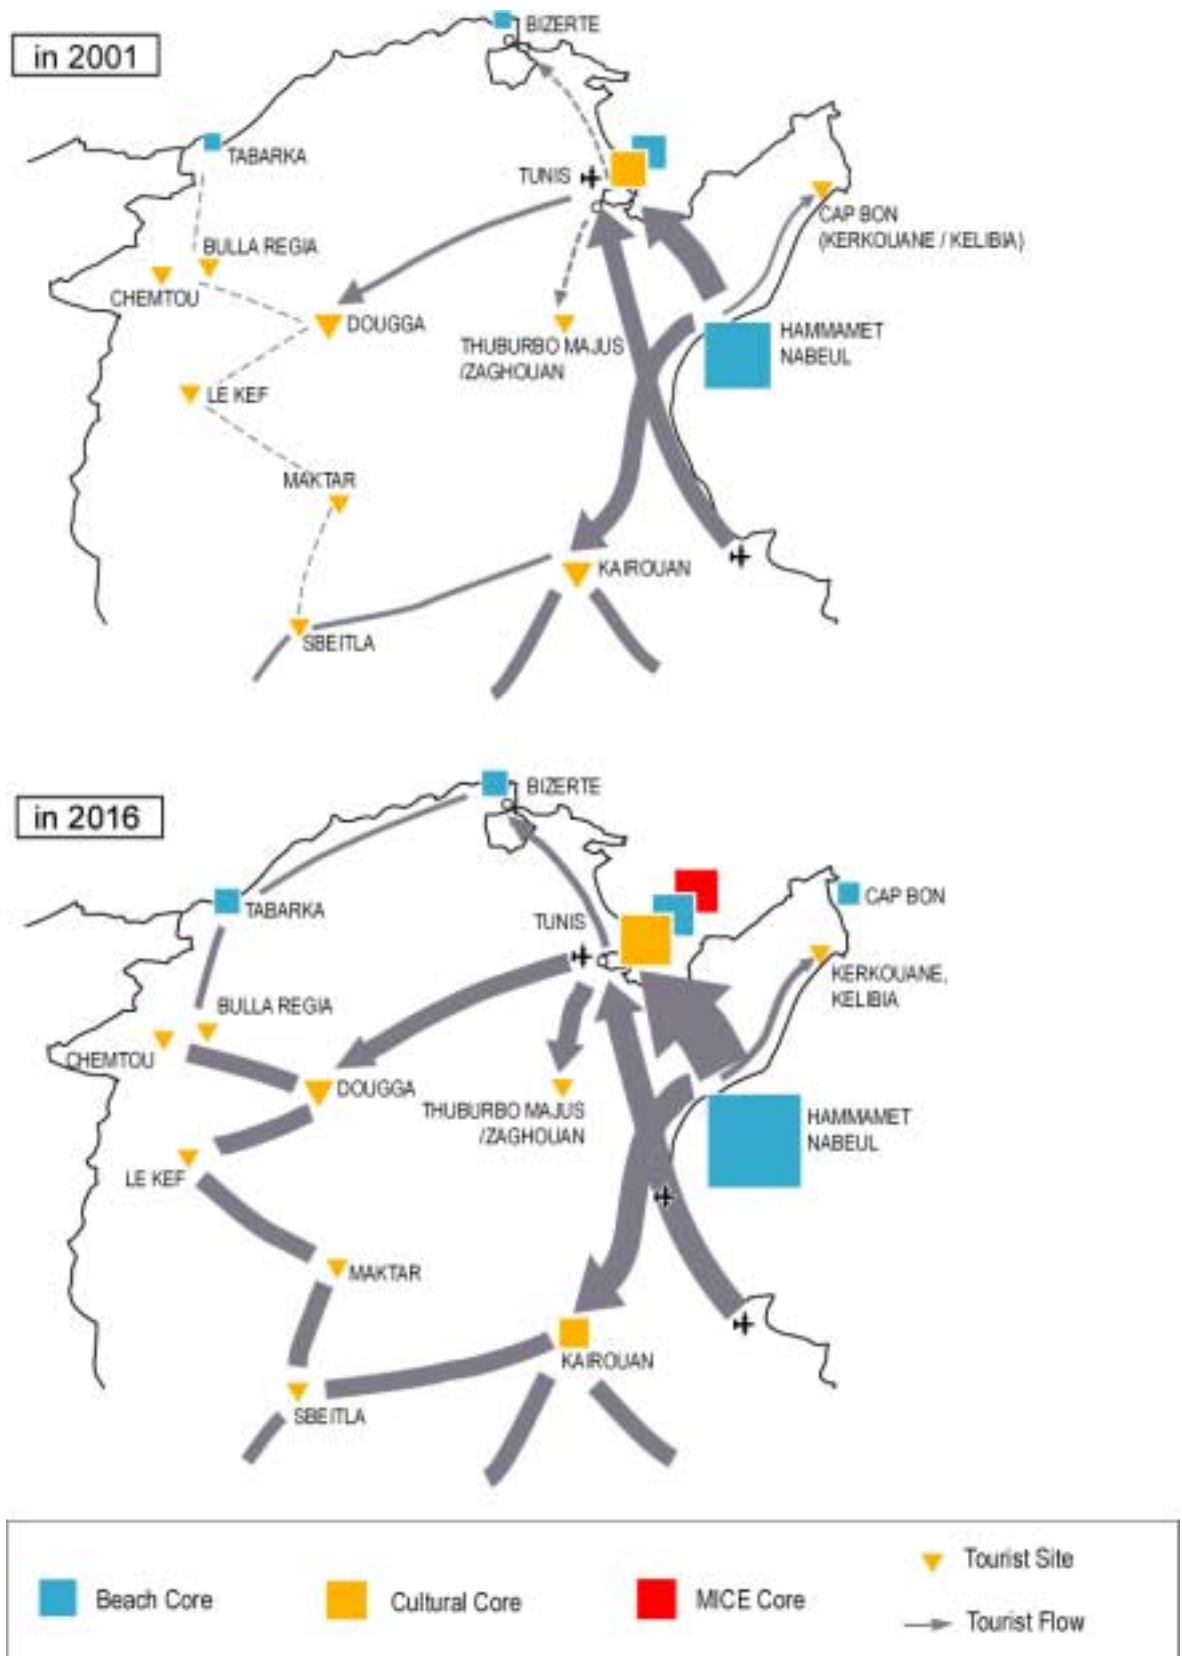 in 2001
BIZERTE
TABARKA
TUNIS
CAP BON
(KERKOUANE / KELIBIA)
BULLA REGIA
CHEMTOU
DOUGGA
THUBURBO MAJUS
/ZAGHOUAN
HAMMAMET
NABEUL
LE KEF
MAKTAR
KAIROUAN
SBEITLA
in 2016
BIZERTE
TABARKA
CAP BON
TUNIS
KERKOUANE,
KELIBIA
BULLA REGIA
CHEMTOU
DOUGGA
THUBURBO MAJUS
/ZAGHOUAN
HAMMAMET
NABEUL
LE KEF
MAKTAR
KAIROUAN
SBEITLA
Beach Core
Cultural Core
MICE Core
Tourist Site
Tourist Flow